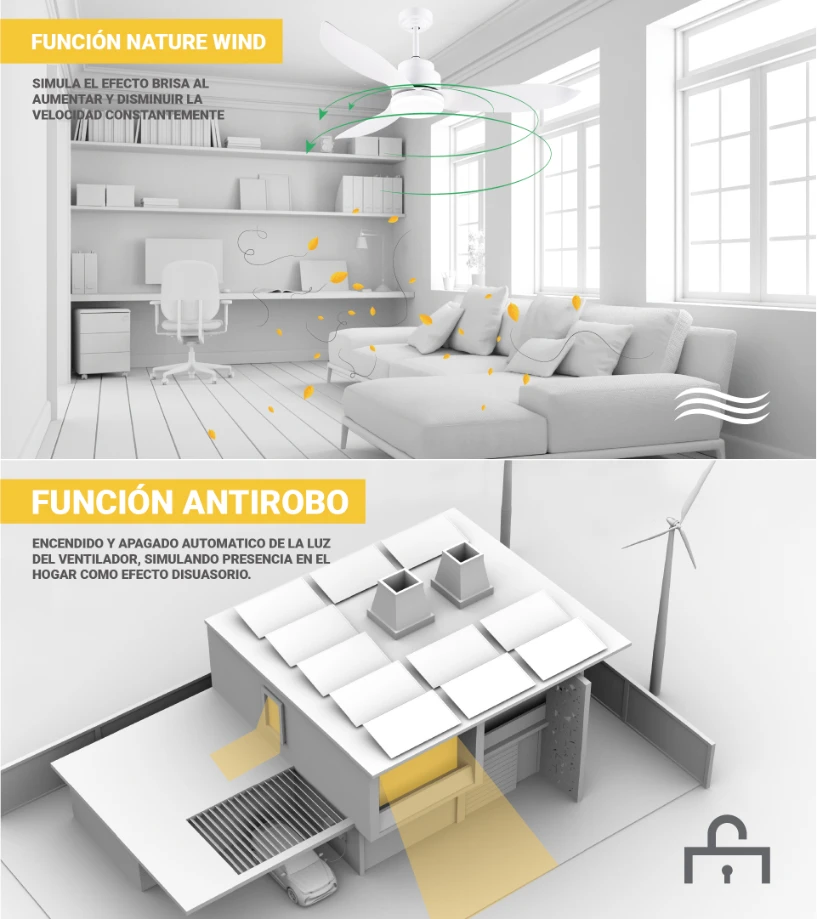 FUNCIÓN NATURE WIND
SIMULA EL EFECTO BRISA AL
AUMENTAR Y DISMINUIR LA
VELOCIDAD CONSTANTEMENTE
FUNCIÓN ANTIROBO
ENCENDIDO Y APAGADO AUTOMATICO DE LA LUZ
DEL VENTILADOR, SIMULANDO PRESENCIA EN EL
HOGAR COMO EFECTO DISUASORIO.